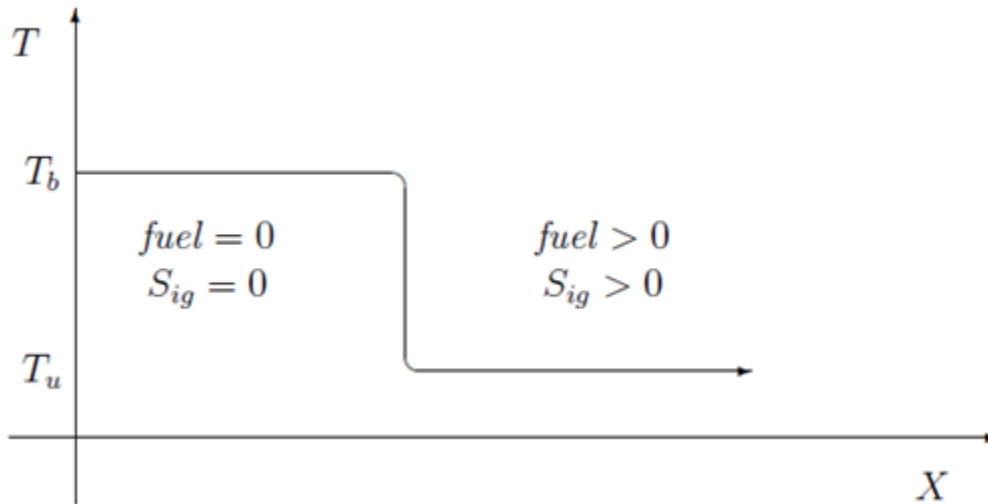 T
T_b
fuel = 0
fuel > 0
S_ig = 0
S_ig > 0
T_u
X